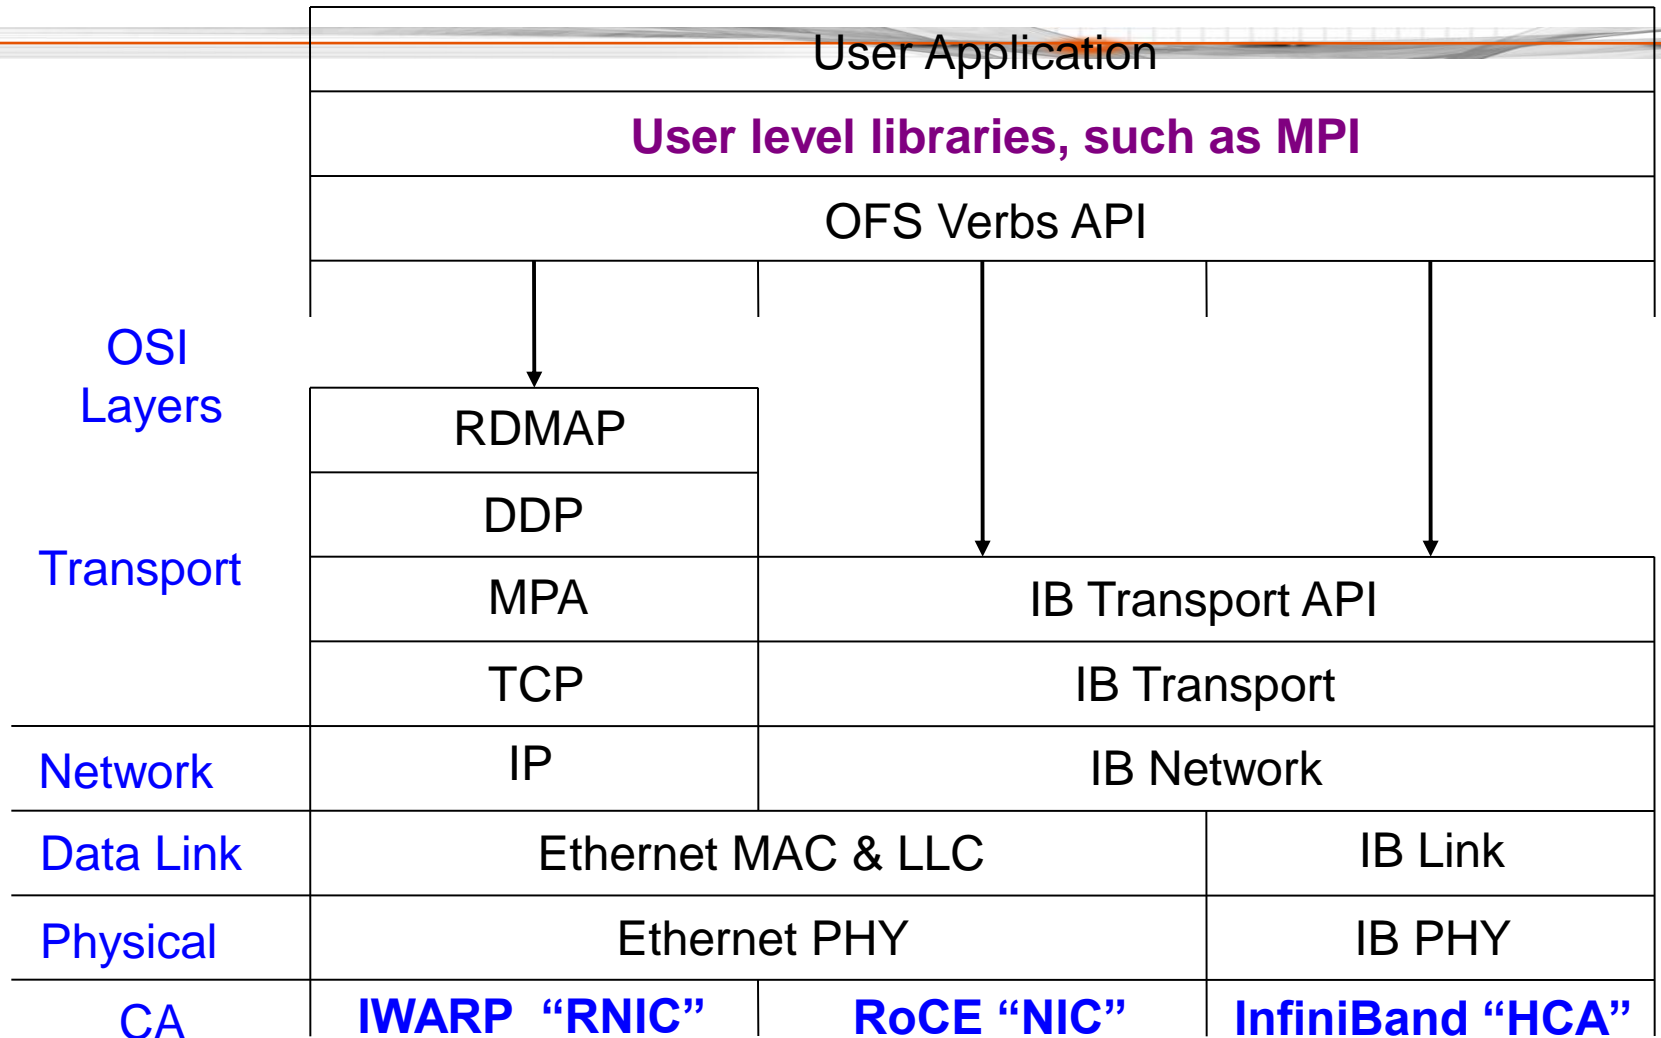 User Application
User level libraries, such as MPI
OFS Verbs API
OSI
Layers
RDMAP
DDP
Transport
MPA
IB Transport API
TCP
IB Transport
Network
IP
IB Network
Data Link
Ethernet MAC & LLC
IB Link
Physical
Ethernet PHY
IB PHY
CA
IWARP “RNIC”
RoCE “NIC”
InfiniBand “HCA”